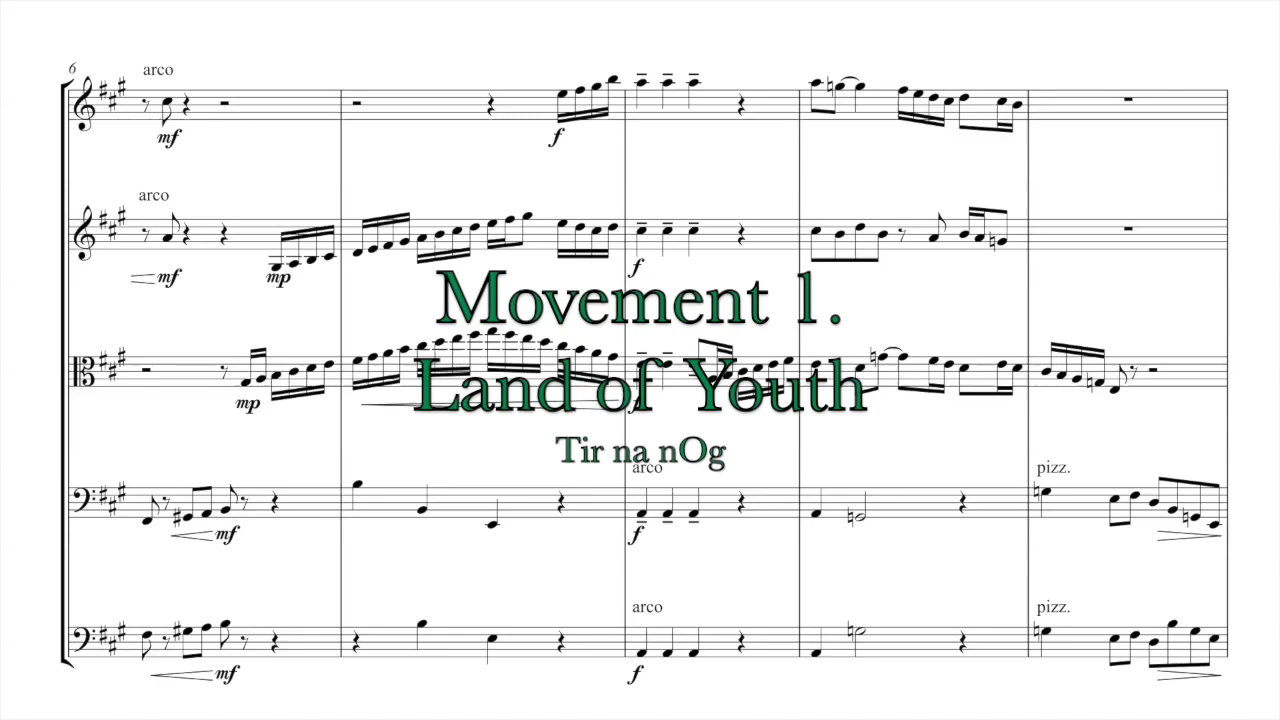 6
arco
mf
f
arco
mf
mp
f
Movement 1.
mp
Land of Youth
f
Tir na nOg
arco
pizz.
mf
f
arco
pizz.
mf
f